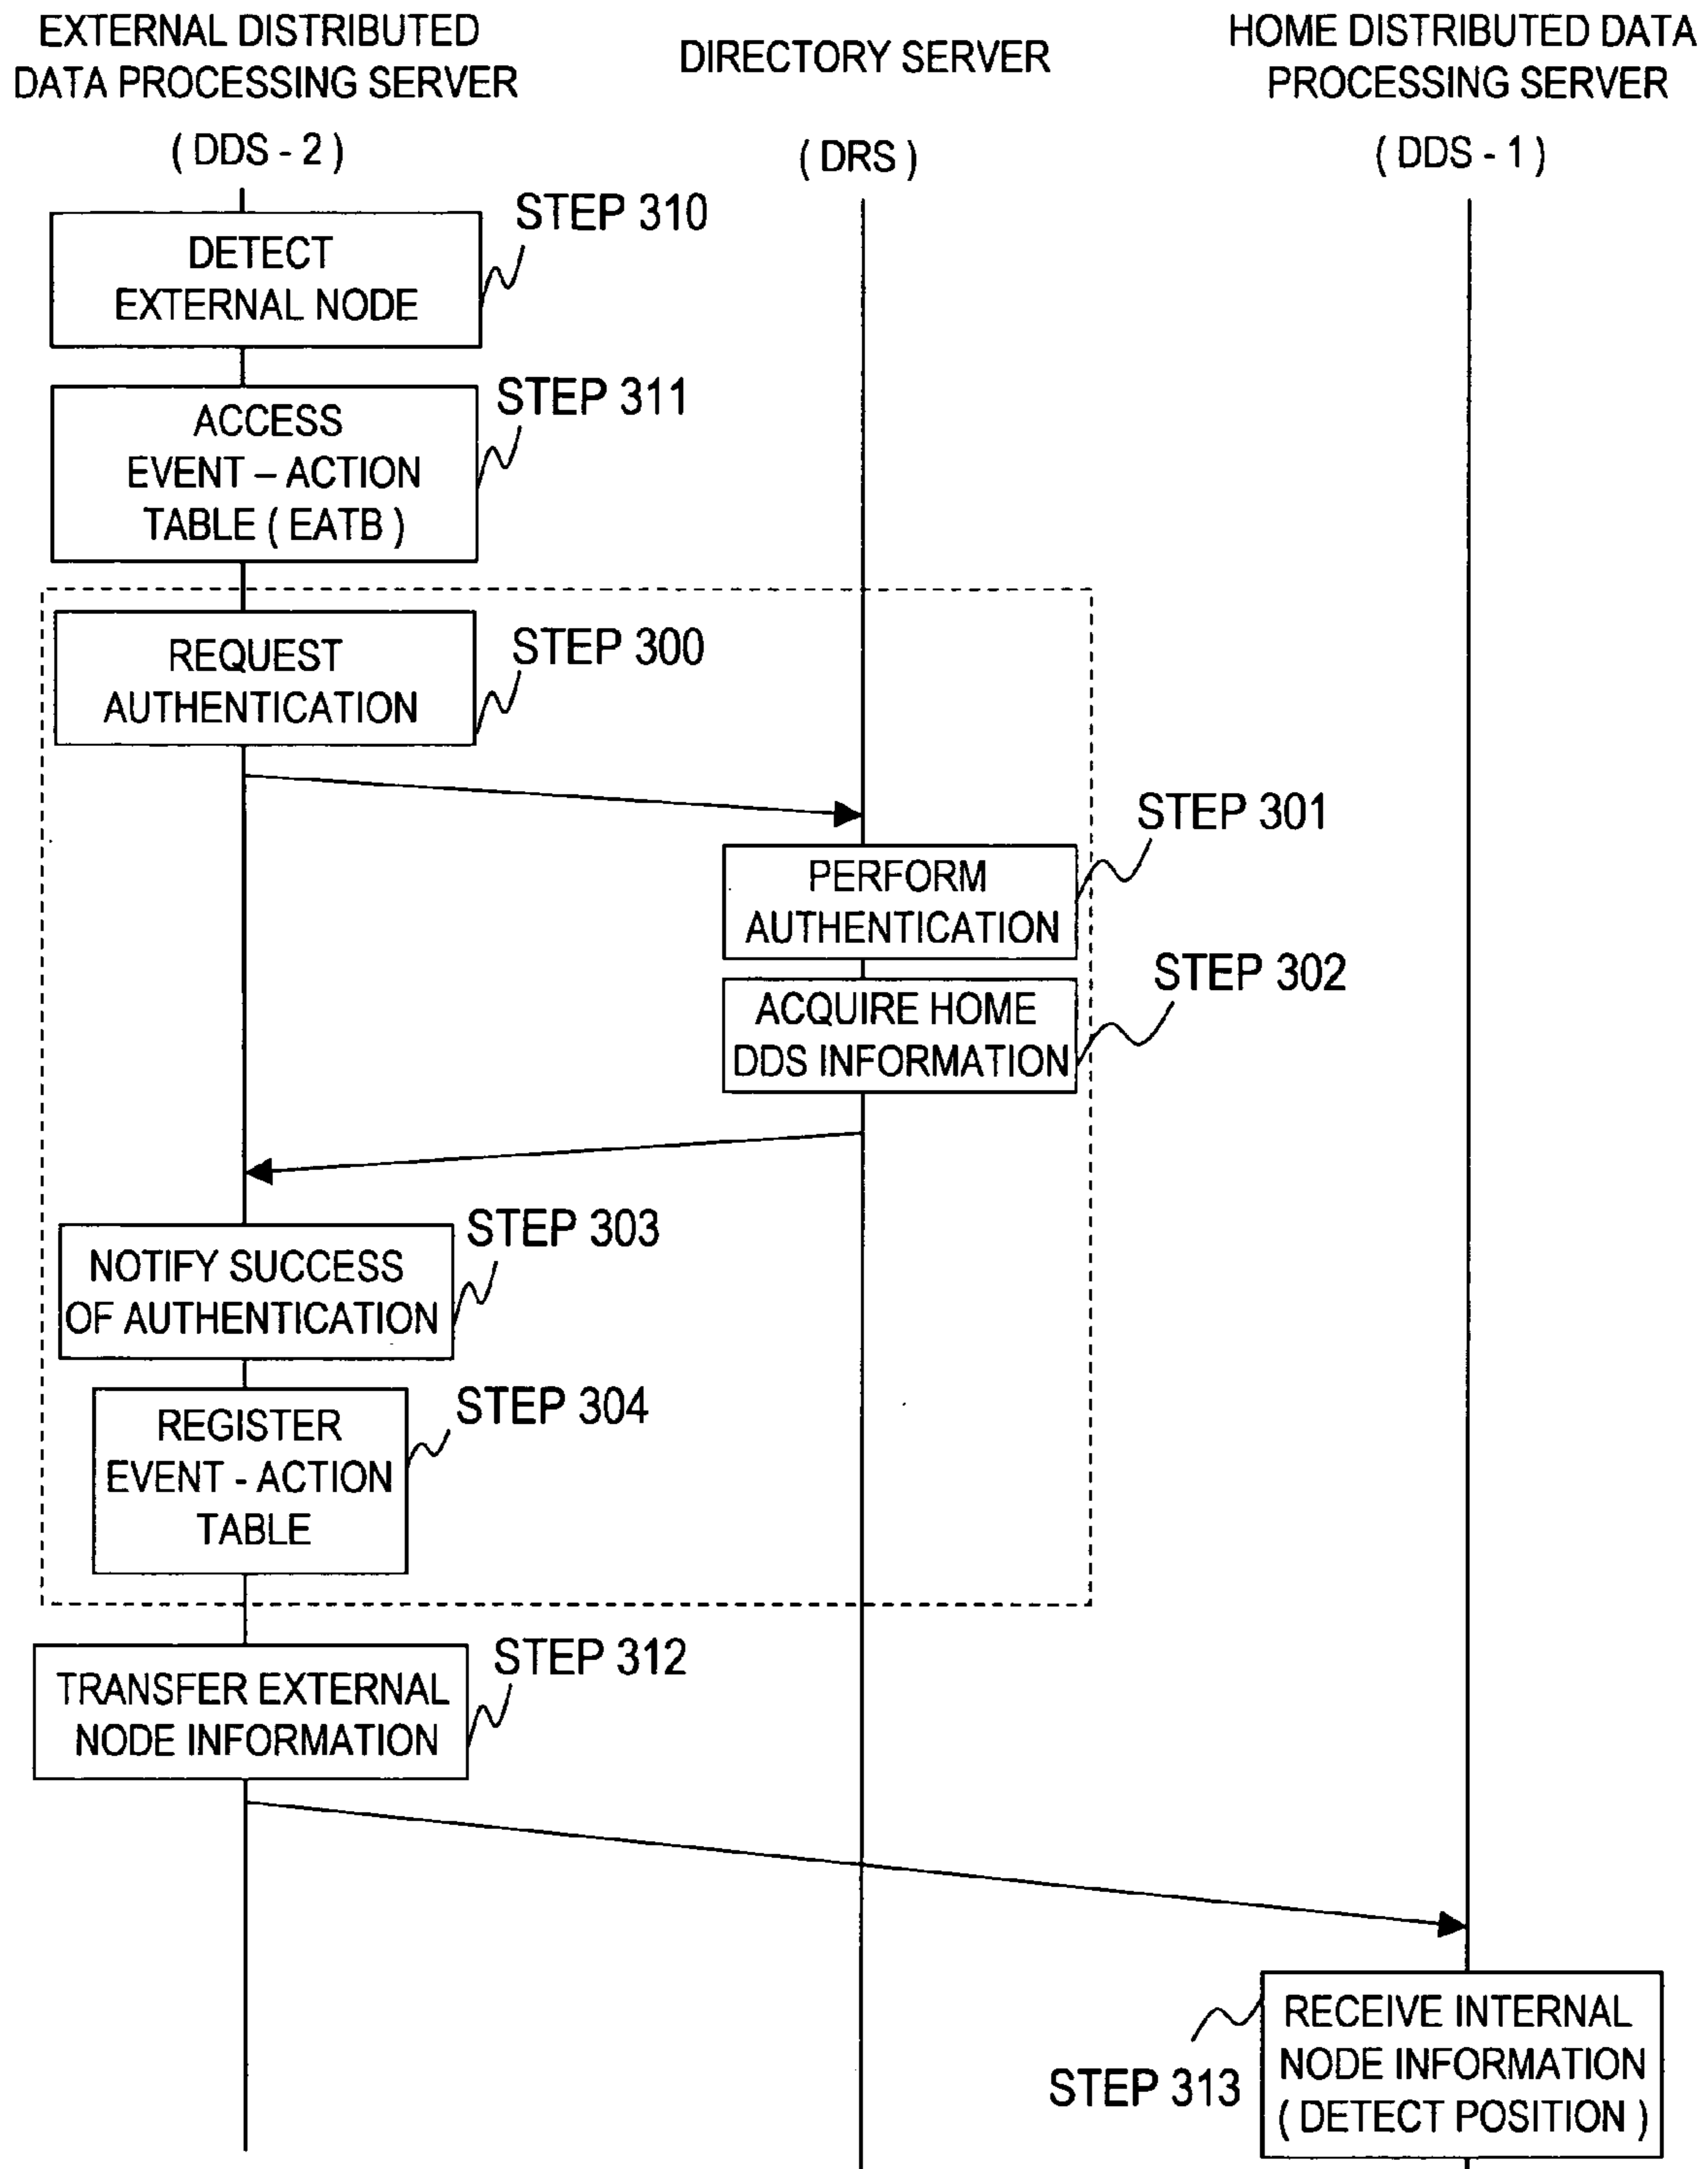 EXTERNAL DISTRIBUTED
DATA PROCESSING SERVER
( DDS - 2 )
DIRECTORY SERVER
( DRS )
HOME DISTRIBUTED DATA
PROCESSING SERVER
( DDS - 1 )
STEP 310
DETECT
EXTERNAL NODE
STEP 311
ACCESS
EVENT – ACTION
TABLE ( EATB )
STEP 300
REQUEST
AUTHENTICATION
STEP 301
PERFORM
AUTHENTICATION
STEP 302
ACQUIRE HOME
DDS INFORMATION
STEP 303
NOTIFY SUCCESS
OF AUTHENTICATION
STEP 304
REGISTER
EVENT - ACTION
TABLE
STEP 312
TRANSFER EXTERNAL
NODE INFORMATION
RECEIVE INTERNAL
NODE INFORMATION
( DETECT POSITION )
STEP 313